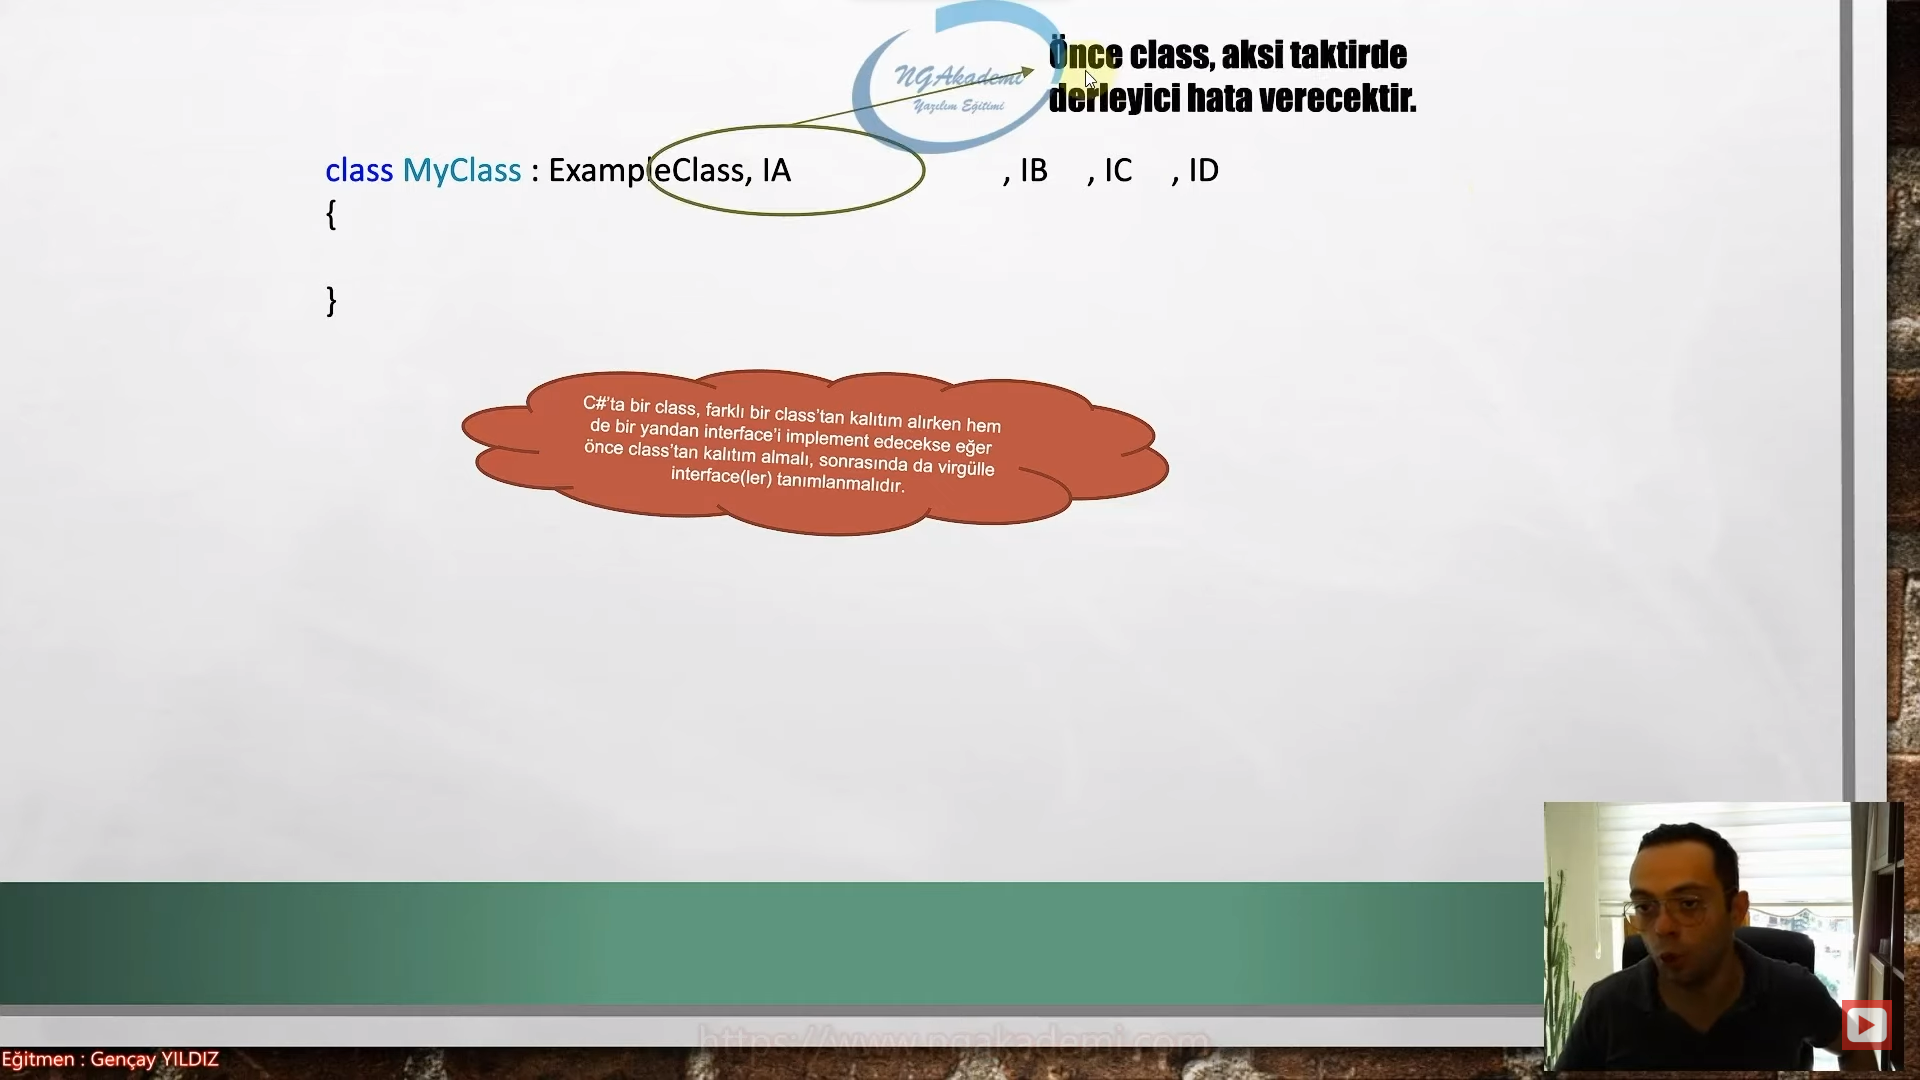 NGAkademi
Yazılım Eğitimi
Önce class, aksi taktirde
derleyici hata verecektir.
class MyClass : ExampleClass, IA , IB , IC , ID
{
}
C#'ta bir class, farklı bir class'tan kalıtım alırken hem
de bir yandan interface'i implement edecekse eğer
önce class'tan kalıtım almalı, sonrasında da virgülle
interface(ler) tanımlanmalıdır.
https://www.ngakademi.com
Eğitmen : Gençay YILDIZ